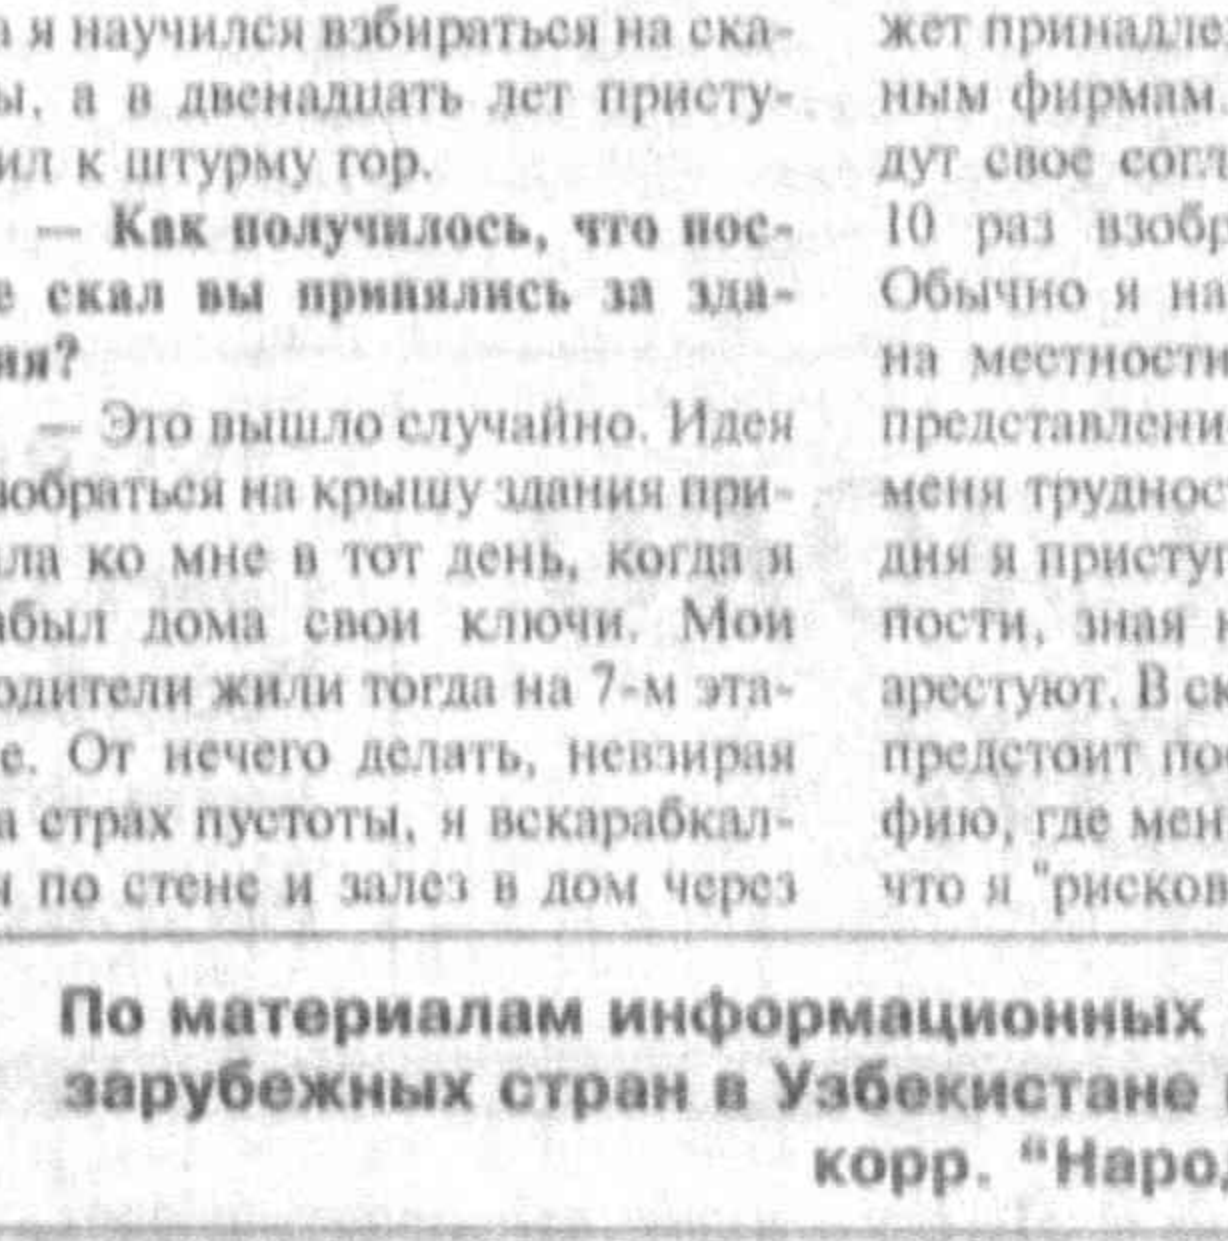 а я научился взбираться на ска-
ы, а в двенадцать лет присту-
ил к штурму гор.
— Как получилось, что пос-
е скал вы принялись за зда-
ия?
— Это вышло случайно. Идея
зобраться на крышу здания при-
ла ко мне в тот день, когда я
абыл дома свои ключи. Мои
одители жили тогда на 7-м эта-
е. От нечего делать, невзирая
а страх пустоты, я вскарабкал-
я по стене и залез в дом через
жет принадле
ным фирмам.
дут свое согл
10 раз взобр
Обычно я на
на местности
представлени
меня труднос
дня я присту
пости, зная
арестуют. В с
предстоит по
фию, где мен
что я "рисков
По материалам информационных
зарубежных стран в Узбекистане
корр. “Народ